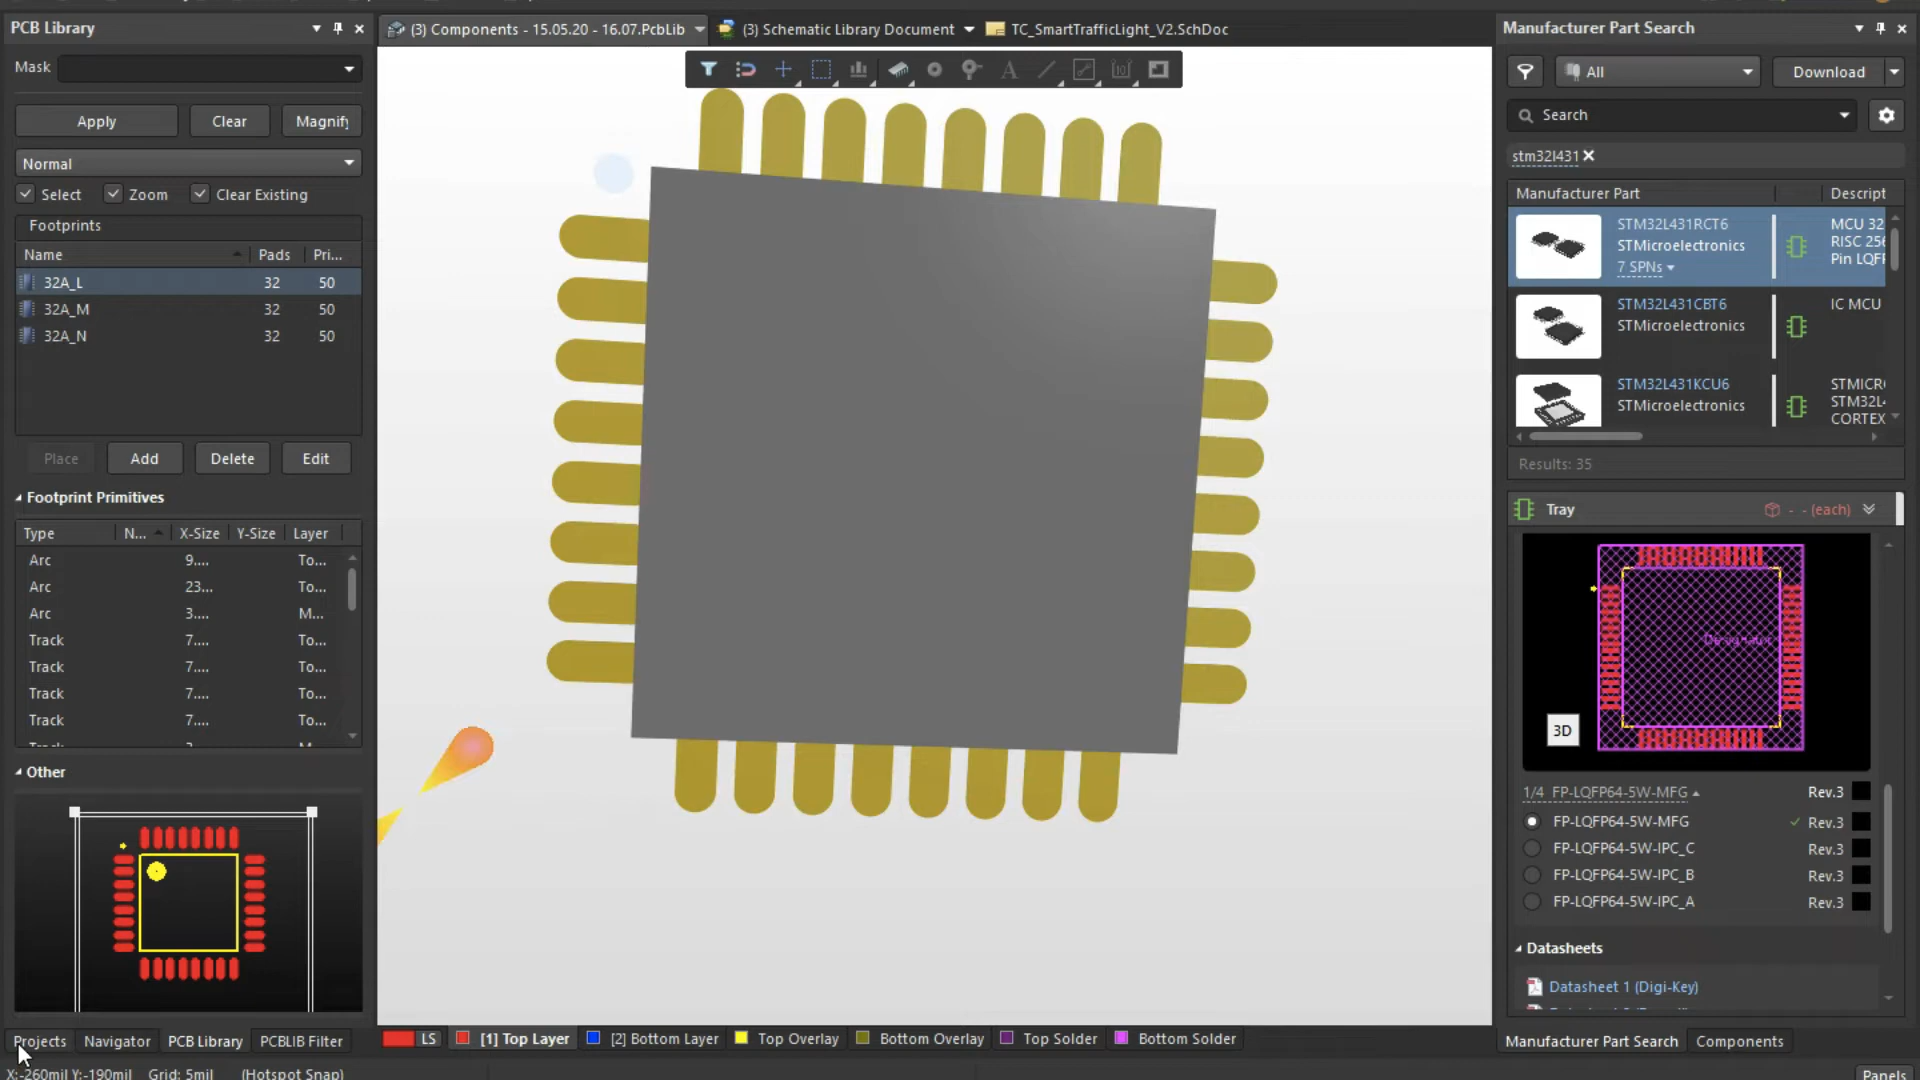 PCB Library
Mask
Apply
Clear
Magnify
Normal
Select
Zoom
Clear Existing
Footprints
Name Pads Pri...
32A_L 32 50
32A_M 32 50
32A_N 32 50
Place
Add
Delete
Edit
Footprint Primitives
Type N... X-Size Y-Size Layer
Arc 9.... To...
Arc 23... To...
Arc 3.... M...
Track 7.... To...
Track 7.... To...
Track 7.... To...
Track 7.... To...
Other
Projects
Navigator
PCB Library
PCBLIB Filter
X:-260mil Y:-190mil Grid: 5mil (Hotspot Snap)
(3) Components - 15.05.20 - 16.07.PcbLib
(3) Schematic Library Document
TC_SmartTrafficLight_V2.SchDoc
LS
[1] Top Layer
[2] Bottom Layer
Top Overlay
Bottom Overlay
Top Solder
Bottom Solder
Manufacturer Part Search
All
Download
Search
stm32l431
Manufacturer Part
Descript
STM32L431RCT6
STMicroelectronics
7 SPNs
MCU 32
RISC 256
Pin LQFP
STM32L431CBT6
STMicroelectronics
IC MCU
STM32L431KCU6
STMicroelectronics
STMICRO
STM32L4
CORTEX
Results: 35
Tray
- - (each)
Designator
3D
1/4 FP-LQFP64-5W-MFG Rev.3
FP-LQFP64-5W-MFG Rev.3
FP-LQFP64-5W-IPC_C Rev.3
FP-LQFP64-5W-IPC_B Rev.3
FP-LQFP64-5W-IPC_A Rev.3
Datasheets
Datasheet 1 (Digi-Key)
Manufacturer Part Search
Components
Panels